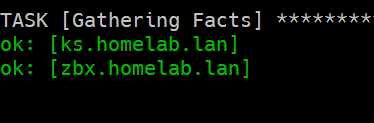 TASK [Gathering Facts] *********
ok: [ks.homelab.lan]
ok: [zbx.homelab.lan]